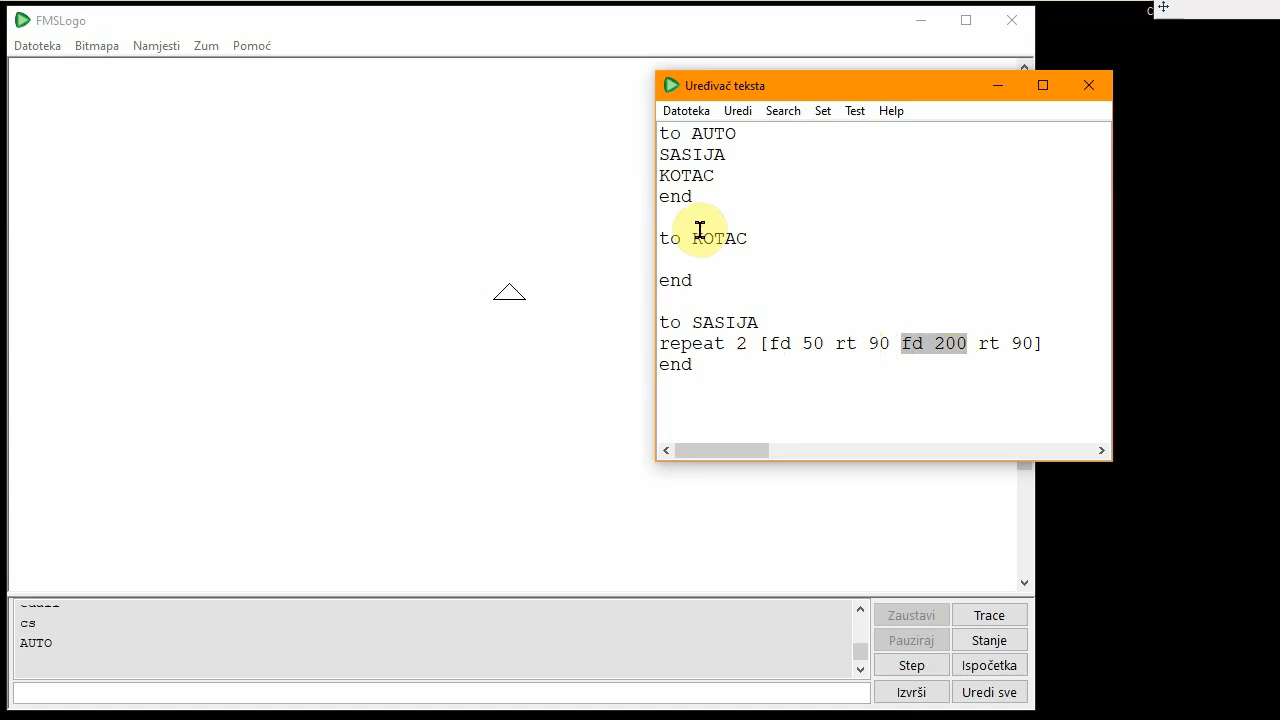 FMSLogo
Datoteka Bitmapa Namjesti Zum Pomoć
Uređivač teksta
Datoteka Uredi Search Set Test Help
to AUTO
SASIJA
KOTAC
end
to KOTAC
end
to SASIJA
repeat 2 [fd 50 rt 90 fd 200 rt 90]
end
cs
AUTO
Zaustavi Trace
Pauziraj Stanje
Step Ispočetka
Izvrši Uredi sve